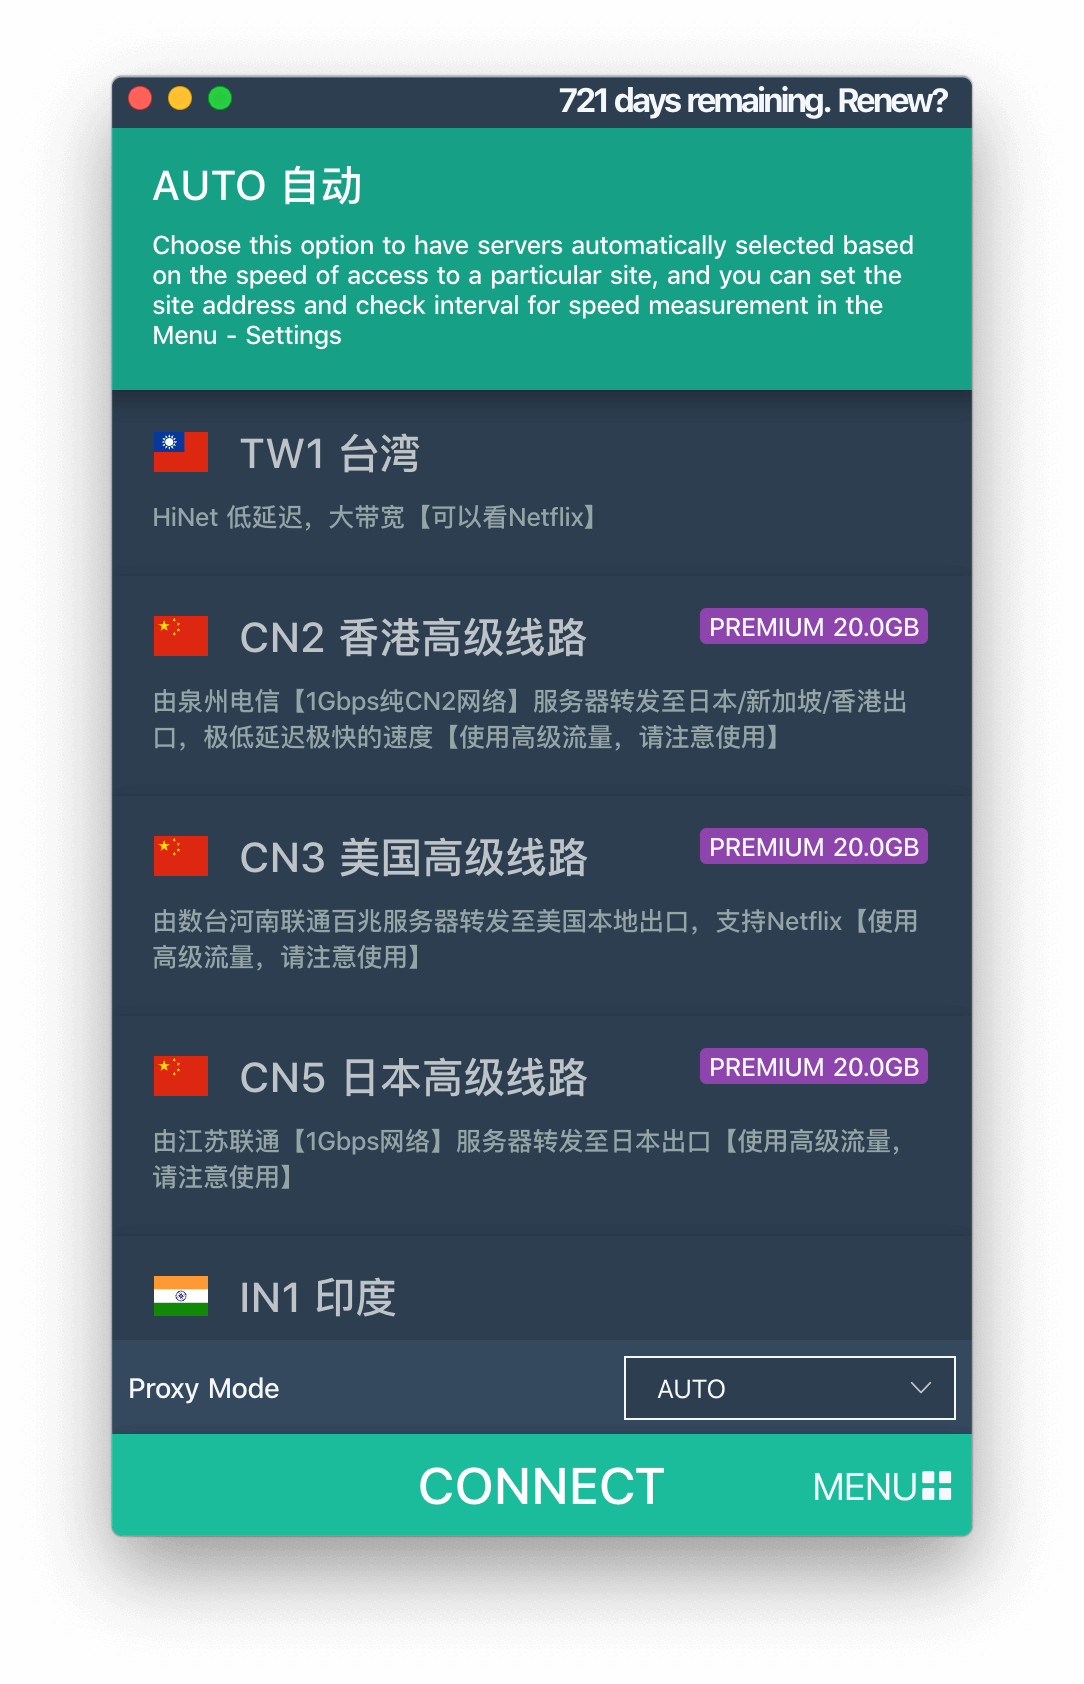 721 days remaining. Renew?
AUTO 自动
Choose this option to have servers automatically selected based
on the speed of access to a particular site, and you can set the
site address and check interval for speed measurement in the
Menu - Settings
TW1 台湾
HiNet 低延迟，大带宽【可以看Netflix】
CN2 香港高级线路
PREMIUM 20.0GB
由泉州电信【1Gbps纯CN2网络】服务器转发至日本/新加坡/香港出
口，极低延迟极快的速度【使用高级流量，请注意使用】
CN3 美国高级线路
PREMIUM 20.0GB
由数台河南联通百兆服务器转发至美国本地出口，支持Netflix【使用
高级流量，请注意使用】
CN5 日本高级线路
PREMIUM 20.0GB
由江苏联通【1Gbps网络】服务器转发至日本出口【使用高级流量，
请注意使用】
IN1 印度
Proxy Mode
AUTO
CONNECT
MENU